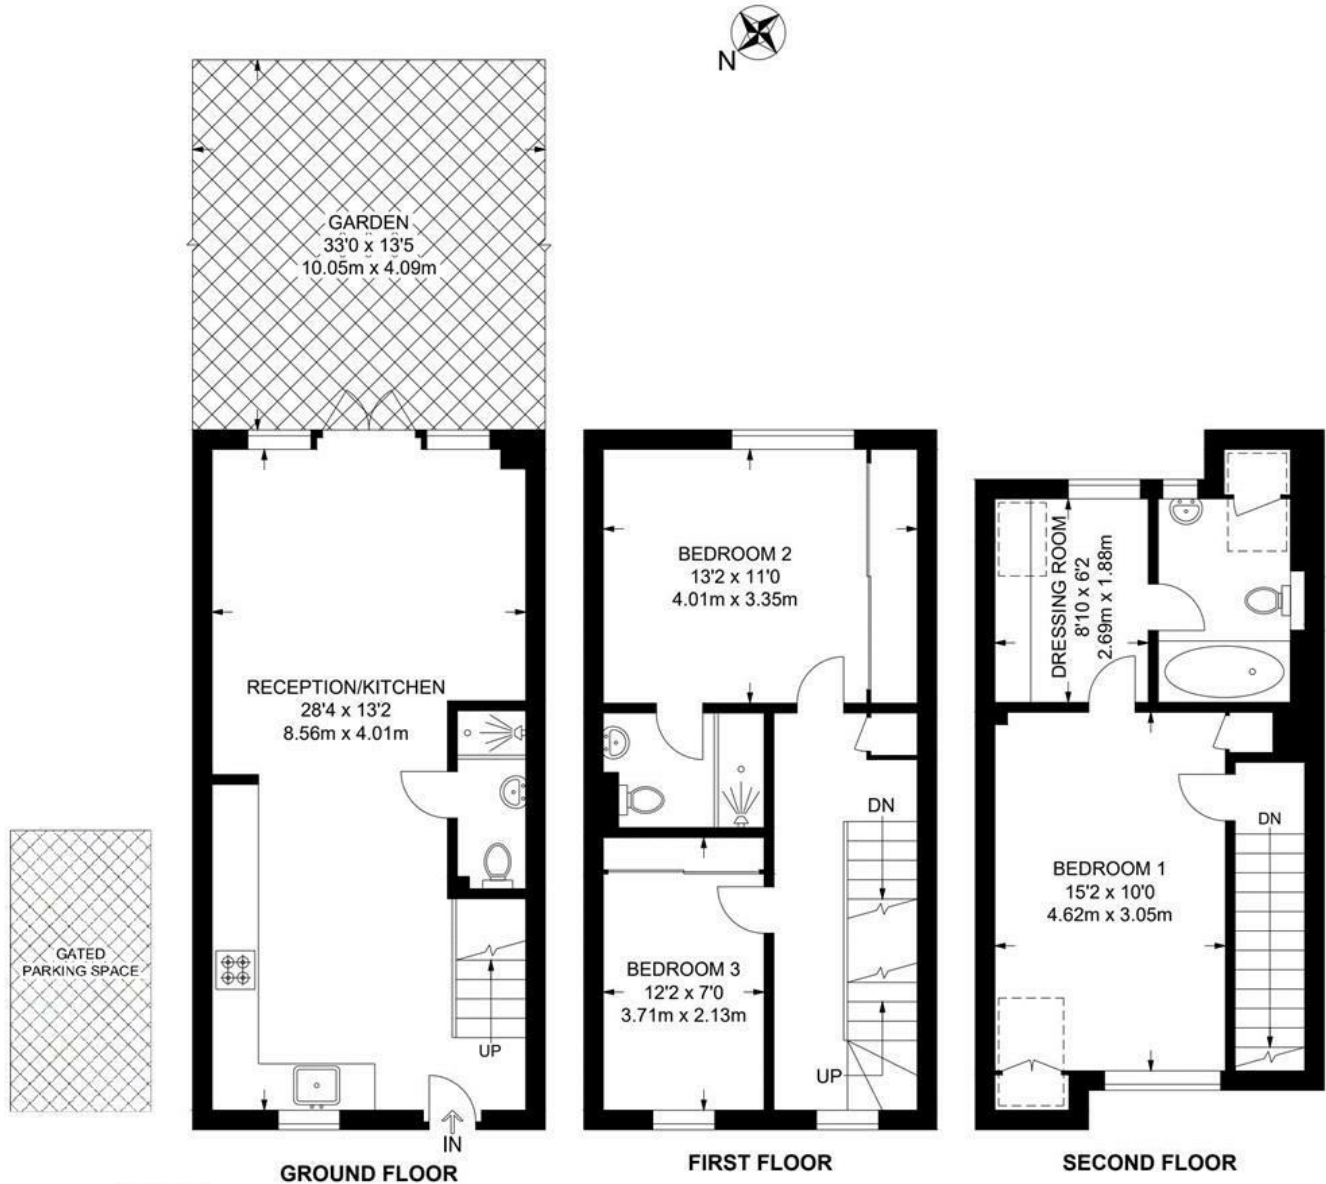 N
GARDEN
33'0 x 13'5
10.05m x 4.09m
RECEPTION/KITCHEN
28'4 x 13'2
8.56m x 4.01m
UP
IN
GATED
PARKING SPACE
GROUND FLOOR
BEDROOM 2
13'2 x 11'0
4.01m x 3.35m
DN
BEDROOM 3
12'2 x 7'0
3.71m x 2.13m
UP
FIRST FLOOR
DRESSING ROOM
8'10 x 6'2
2.69m x 1.88m
DN
BEDROOM 1
15'2 x 10'0
4.62m x 3.05m
SECOND FLOOR